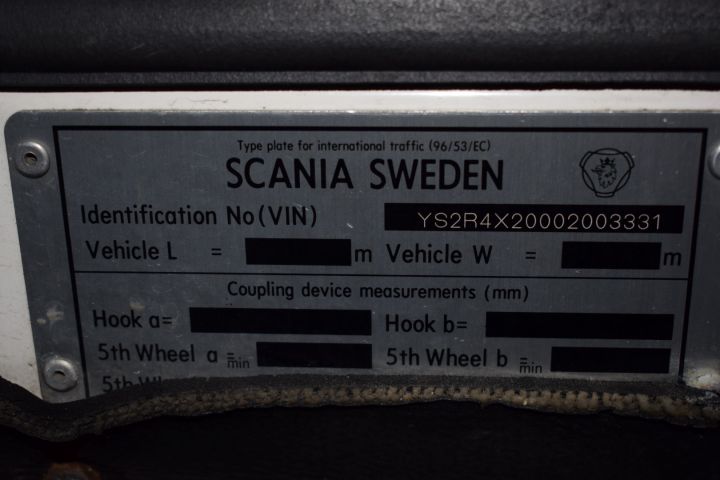 Type plate for international traffic (96/53/EC)
SCANIA SWEDEN
Identification No (VIN) YS2R4X20002003331
Vehicle L = m Vehicle W = m
Coupling device measurements (mm)
Hook a= Hook b=
5th Wheel a = min 5th Wheel b = min
5th